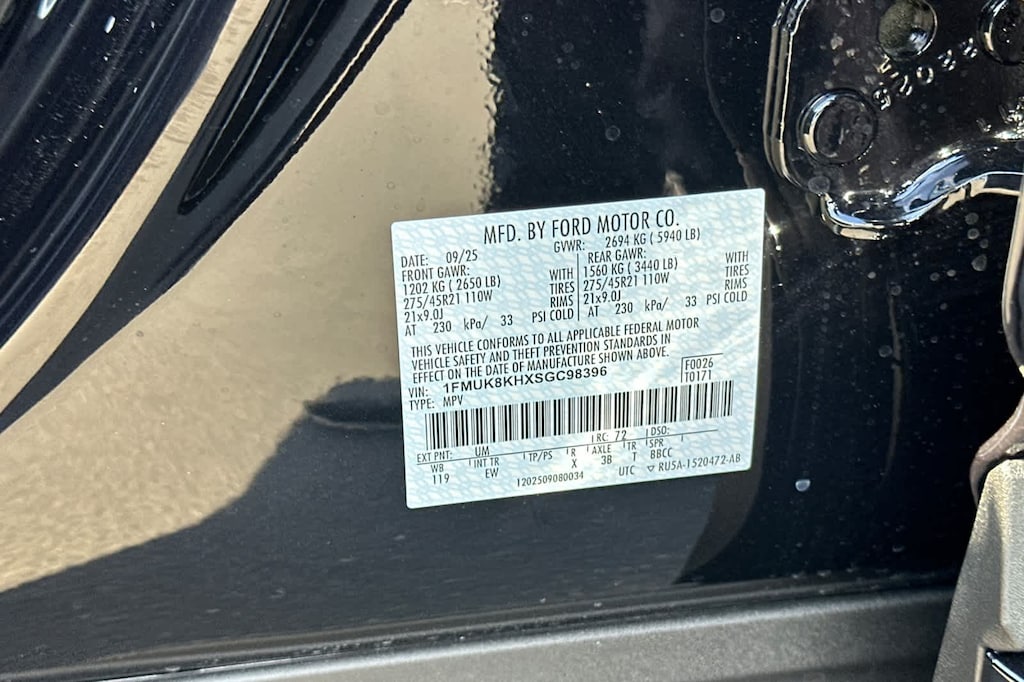 MFD. BY FORD MOTOR CO.
DATE: 09/25 GVWR: 2694 KG ( 5940 LB)
FRONT GAWR: REAR GAWR:
1202 KG ( 2650 LB) WITH 1560 KG ( 3440 LB) WITH
275/45R21 110W TIRES 275/45R21 110W TIRES
21x9.0J RIMS 21x9.0J RIMS
AT 230 kPa/ 33 PSI COLD AT 230 kPa/ 33 PSI COLD
THIS VEHICLE CONFORMS TO ALL APPLICABLE FEDERAL MOTOR
VEHICLE SAFETY AND THEFT PREVENTION STANDARDS IN
EFFECT ON THE DATE OF MANUFACTURE SHOWN ABOVE.
VIN: 1FMUK8KHXSGC98396 F0026
TYPE: MPV T0171
RC: 72 DSO:
EXT PNT: UM
WB INT TR TP/PS R AXLE TR SPR
119 EW X 3B T BBCC
1202509080034 UTC RU5A-1520472-AB